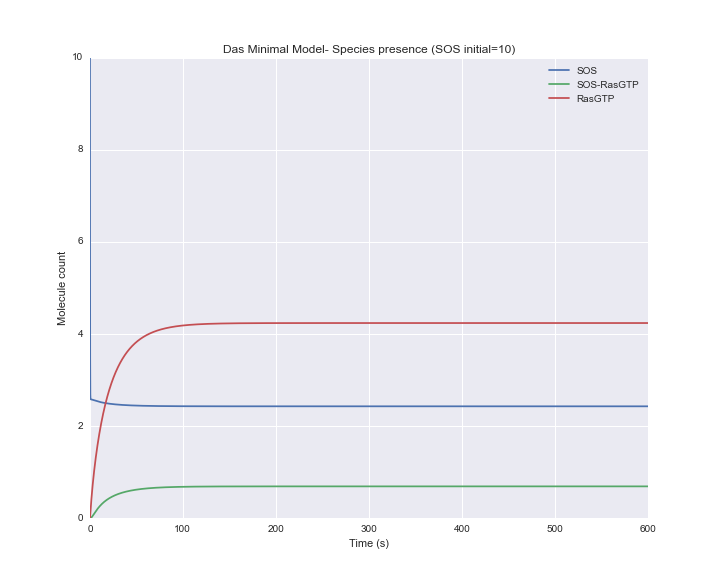 Das Minimal Model- Species presence (SOS initial=10)
10
8
6
4
2
0
Molecule count
SOS
SOS-RasGTP
RasGTP
0 100 200 300 400 500 600
Time (s)